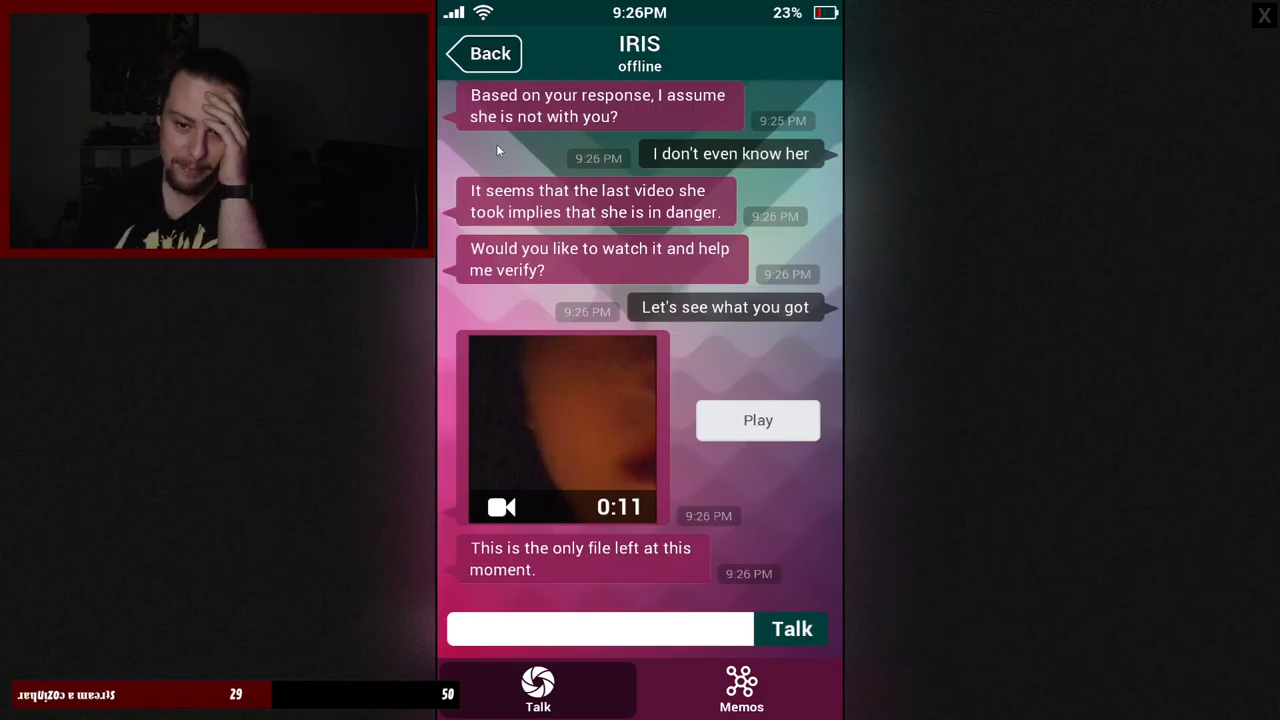 9:26PM
23%
X
Back
IRIS
offline
Based on your response, I assume
she is not with you?
9:25 PM
9:26 PM
I don't even know her
It seems that the last video she
took implies that she is in danger.
9:26 PM
Would you like to watch it and help
me verify?
9:26 PM
9:26 PM
Let's see what you got
Play
0:11
9:26 PM
This is the only file left at this
moment.
9:26 PM
Talk
stream a cozinhar
29
50
Talk
Memos